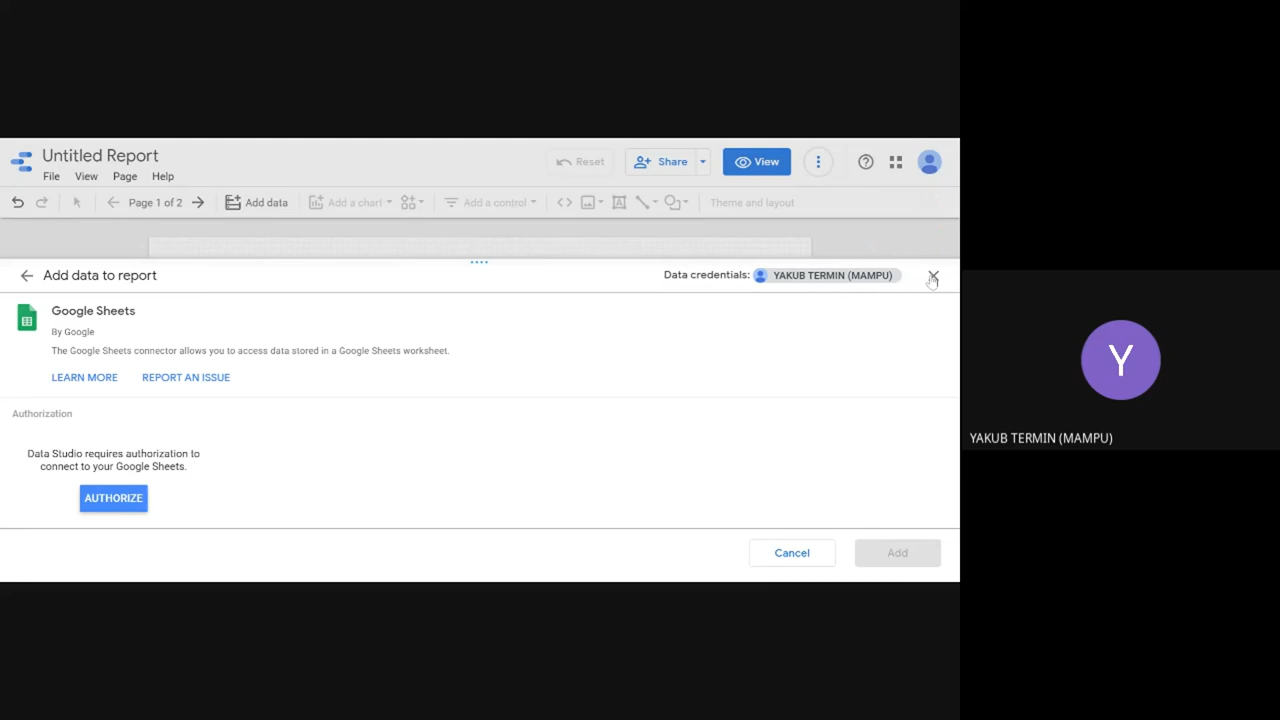 Untitled Report
File View Page Help
Reset
Share
View
Page 1 of 2
Add data
Add a chart
Add a control
Theme and layout
Add data to report
Data credentials: YAKUB TERMIN (MAMPU)
Google Sheets
By Google
The Google Sheets connector allows you to access data stored in a Google Sheets worksheet.
LEARN MORE REPORT AN ISSUE
Authorization
Data Studio requires authorization to
connect to your Google Sheets.
AUTHORIZE
Cancel
Add
Y
YAKUB TERMIN (MAMPU)